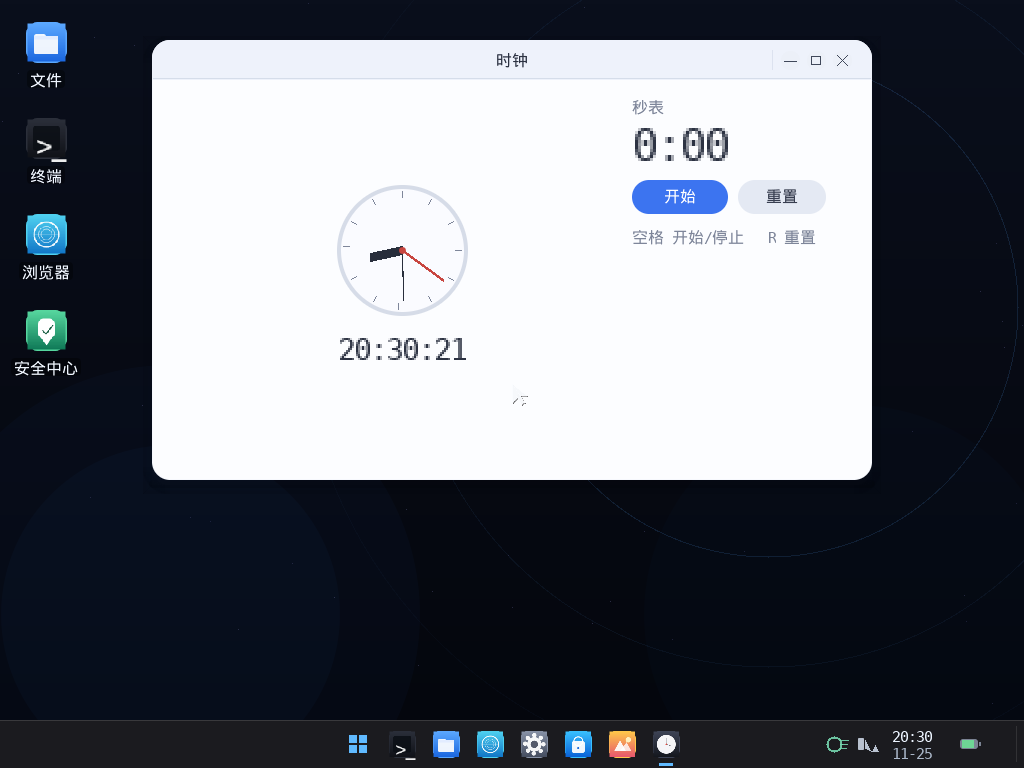 时钟
文件
终端
浏览器
安全中心
秒表
0:00
开始 重置
空格 开始/停止 R 重置
20:30:21
20:30
11-25